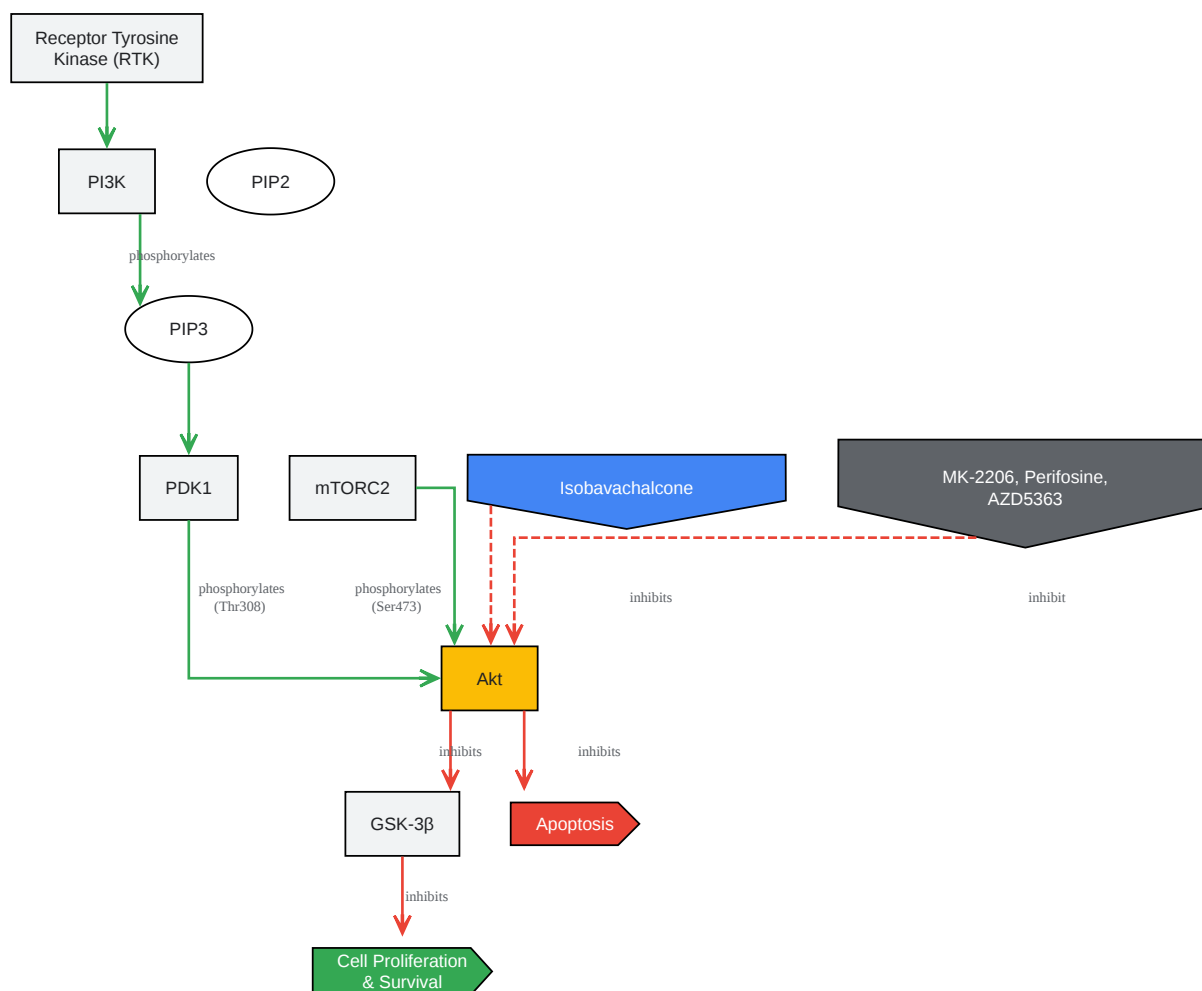 Receptor Tyrosine
Kinase (RTK)
PI3K
PIP2
phosphorylates
PIP3
PDK1
mTORC2
Isobavachalcone
MK-2206, Perifosine,
AZD5363
phosphorylates
(Thr308)
phosphorylates
(Ser473)
inhibits
inhibit
Akt
inhibits
inhibits
GSK-3β
Apoptosis
inhibits
Cell Proliferation
& Survival